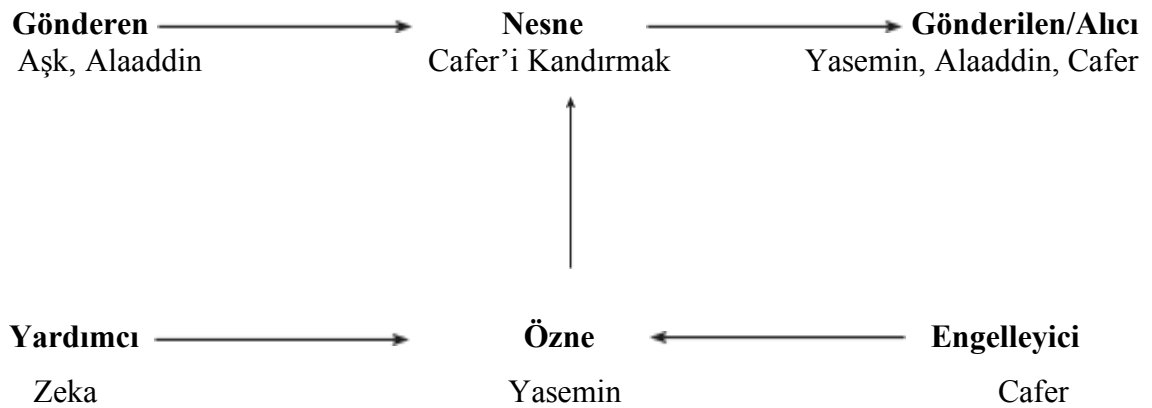 Gönderen Nesne Gönderilen/Alıcı
Aşk, Alaaddin Cafer’i Kandırmak Yasemin, Alaaddin, Cafer
Yardımcı Özne Engelleyici
Zeka Yasemin Cafer